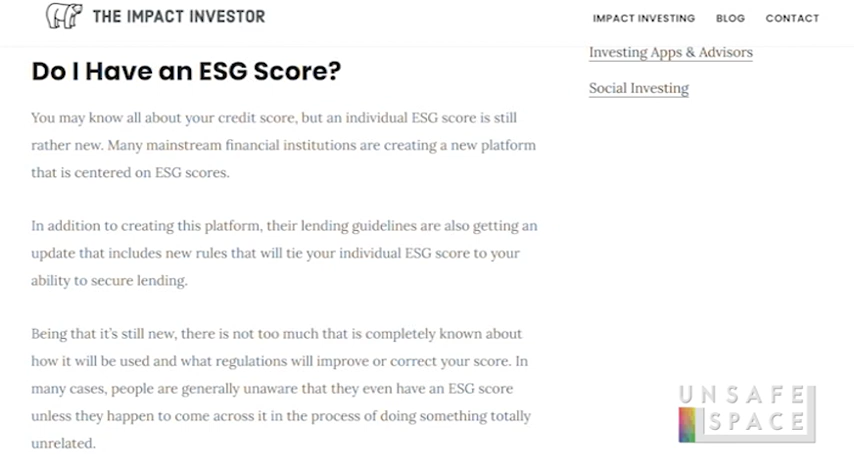 THE IMPACT INVESTOR
IMPACT INVESTING BLOG CONTACT
Investing Apps & Advisors
Social Investing
Do I Have an ESG Score?
You may know all about your credit score, but an individual ESG score is still
rather new. Many mainstream financial institutions are creating a new platform
that is centered on ESG scores.
In addition to creating this platform, their lending guidelines are also getting an
update that includes new rules that will tie your individual ESG score to your
ability to secure lending.
Being that it's still new, there is not too much that is completely known about
how it will be used and what regulations will improve or correct your score. In
many cases, people are generally unaware that they even have an ESG score
unless they happen to come across it in the process of doing something totally
unrelated.
UNSAFE
SPACE